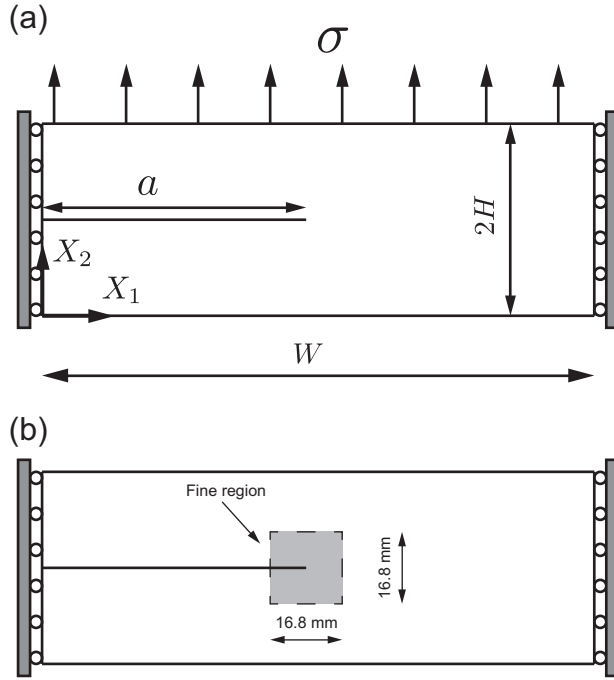 (a)
σ
a
2H
X₂
X₁
W
(b)
Fine region
16.8 mm
16.8 mm